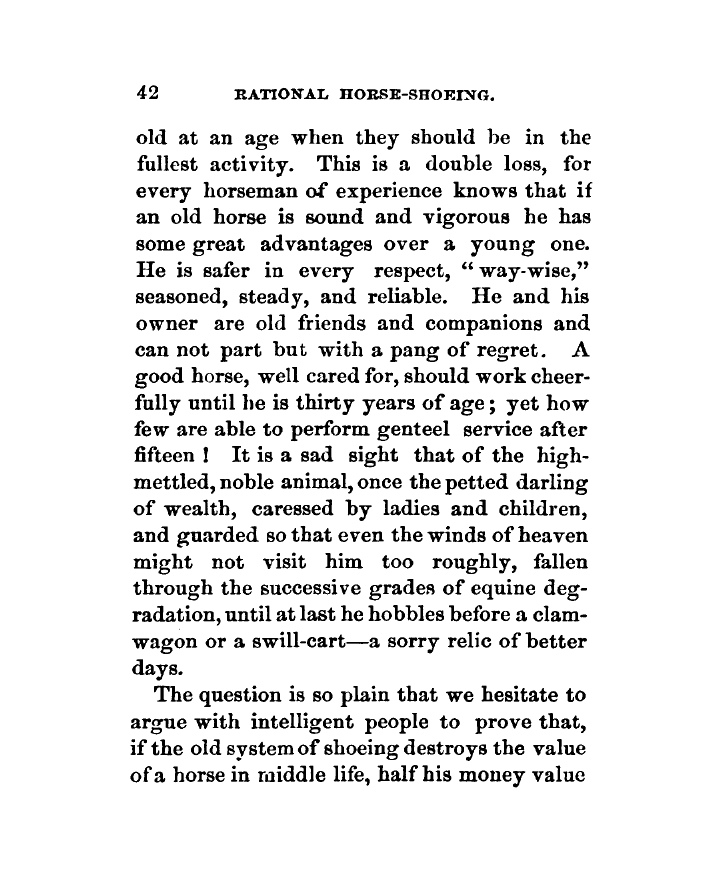 42 RATIONAL HORSE-SHOEING.
old at an age when they should be in the
fullest activity. This is a double loss, for
every horseman of experience knows that if
an old horse is sound and vigorous he has
some great advantages over a young one.
He is safer in every respect, “way-wise,”
seasoned, steady, and reliable. He and his
owner are old friends and companions and
can not part but with a pang of regret. A
good horse, well cared for, should work cheer-
fully until he is thirty years of age; yet how
few are able to perform genteel service after
fifteen! It is a sad sight that of the high-
mettled, noble animal, once the petted darling
of wealth, caressed by ladies and children,
and guarded so that even the winds of heaven
might not visit him too roughly, fallen
through the successive grades of equine deg-
radation, until at last he hobbles before a clam-
wagon or a swill-cart—a sorry relic of better
days.
The question is so plain that we hesitate to
argue with intelligent people to prove that,
if the old system of shoeing destroys the value
of a horse in middle life, half his money value